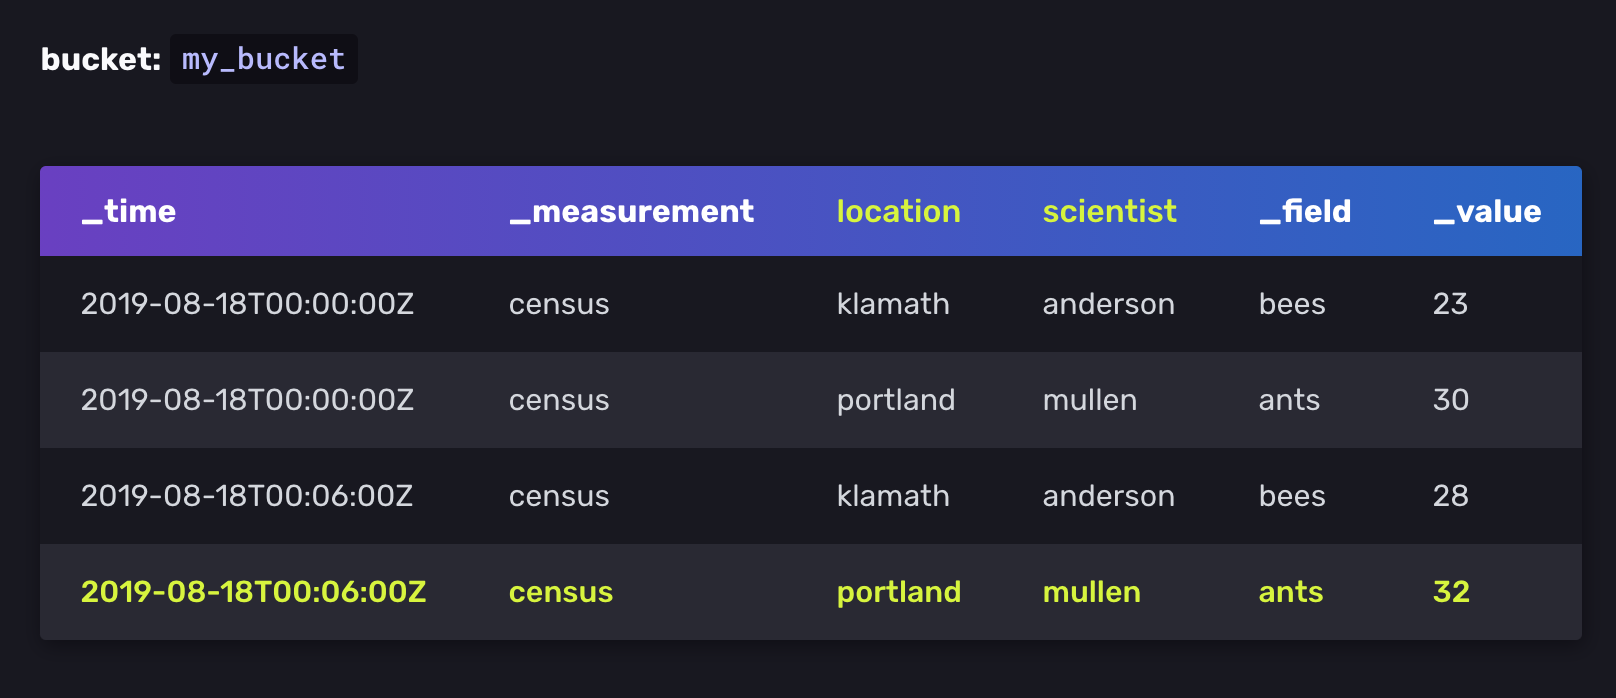 bucket: my_bucket
_time _measurement location scientist _field _value
2019-08-18T00:00:00Z census klamath anderson bees 23
2019-08-18T00:00:00Z census portland mullen ants 30
2019-08-18T00:06:00Z census klamath anderson bees 28
2019-08-18T00:06:00Z census portland mullen ants 32